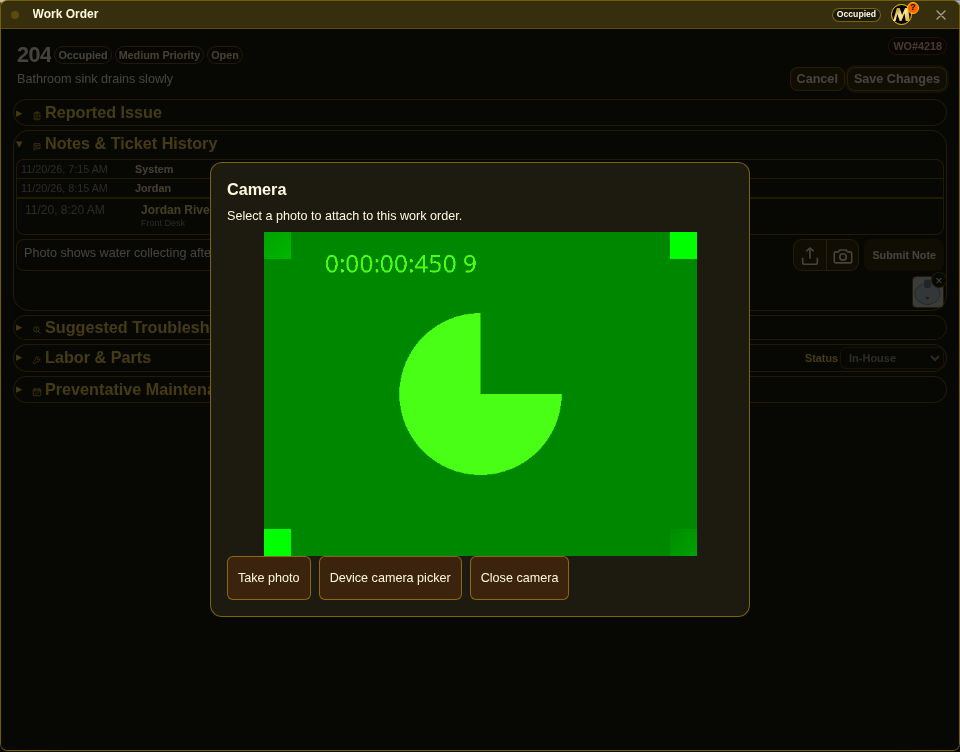 Work Order
Occupied
M
?
204 Occupied Medium Priority Open
WO#4218
Bathroom sink drains slowly
Cancel
Save Changes
Reported Issue
Notes & Ticket History
11/20/26, 7:15 AM System
11/20/26, 8:15 AM Jordan
11/20, 8:20 AM Jordan Rive
Front Desk
Photo shows water collecting afte
Submit Note
Suggested Troublesh
Labor & Parts
Status In-House
Preventative Maintena
Camera
Select a photo to attach to this work order.
0:00:00:450 9
Take photo
Device camera picker
Close camera